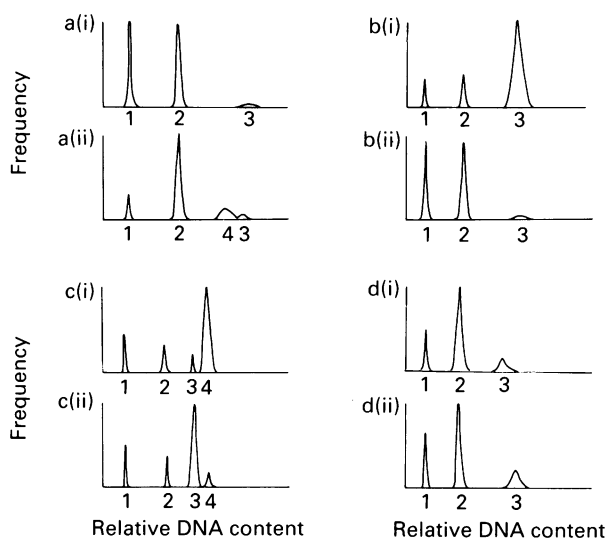 a(i)
1 2 3
a(ii)
1 2 4 3
b(i)
1 2 3
b(ii)
1 2 3
Frequency
c(i)
1 2 3 4
c(ii)
1 2 3 4
d(i)
1 2 3
d(ii)
1 2 3
Frequency
Relative DNA content
Relative DNA content